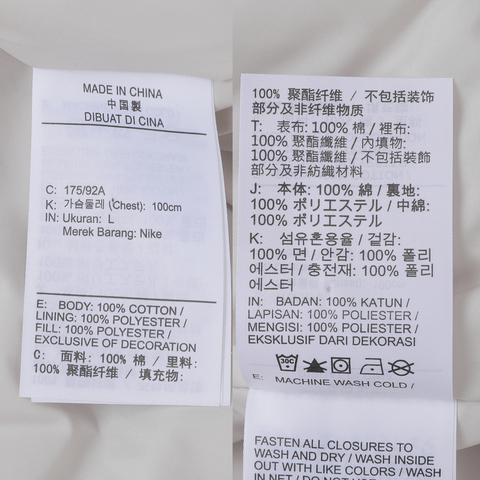 MADE IN CHINA
中国製
DIBUAT DI CINA
C: 175/92A
K: 가슴둘레 (Chest): 100cm
IN: Ukuran: L
Merek Barang: Nike
E: BODY: 100% COTTON /
LINING: 100% POLYESTER /
FILL: 100% POLYESTER /
EXCLUSIVE OF DECORATION
C: 面料: 100% 棉 / 里料:
100% 聚酯纤维 / 填充物:
100% 聚酯纤维 / 不包括装饰
部分及非纤维物质
T: 表布: 100% 棉 / 裡布:
100% 聚酯纖維 / 內填物:
100% 聚酯纖維 / 不包括裝飾
部分及非紡織材料
J: 本体: 100% 綿 / 裏地:
100% ポリエステル / 中綿:
100% ポリエステル
K: 섬유혼용율 / 겉감:
100% 면 / 안감: 100% 폴리
에스터 / 충전재: 100% 폴리
에스터
IN: BADAN: 100% KATUN /
LAPISAN: 100% POLIESTER /
MENGISI: 100% POLIESTER /
EKSKLUSIF DARI DEKORASI
30C
E: MACHINE WASH COLD /
FASTEN ALL CLOSURES TO
WASH AND DRY / WASH INSIDE
OUT WITH LIKE COLORS / WASH
IN NET / DO NOT USE